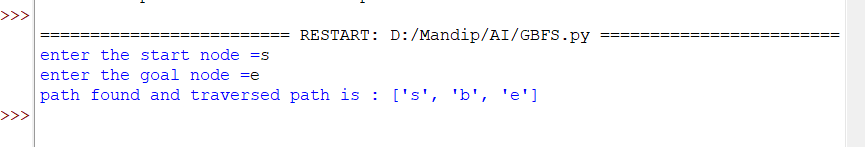 >>>
========================= RESTART: D:/Mandip/AI/GBFS.py ========================
enter the start node =s
enter the goal node =e
path found and traversed path is : ['s', 'b', 'e']
>>>